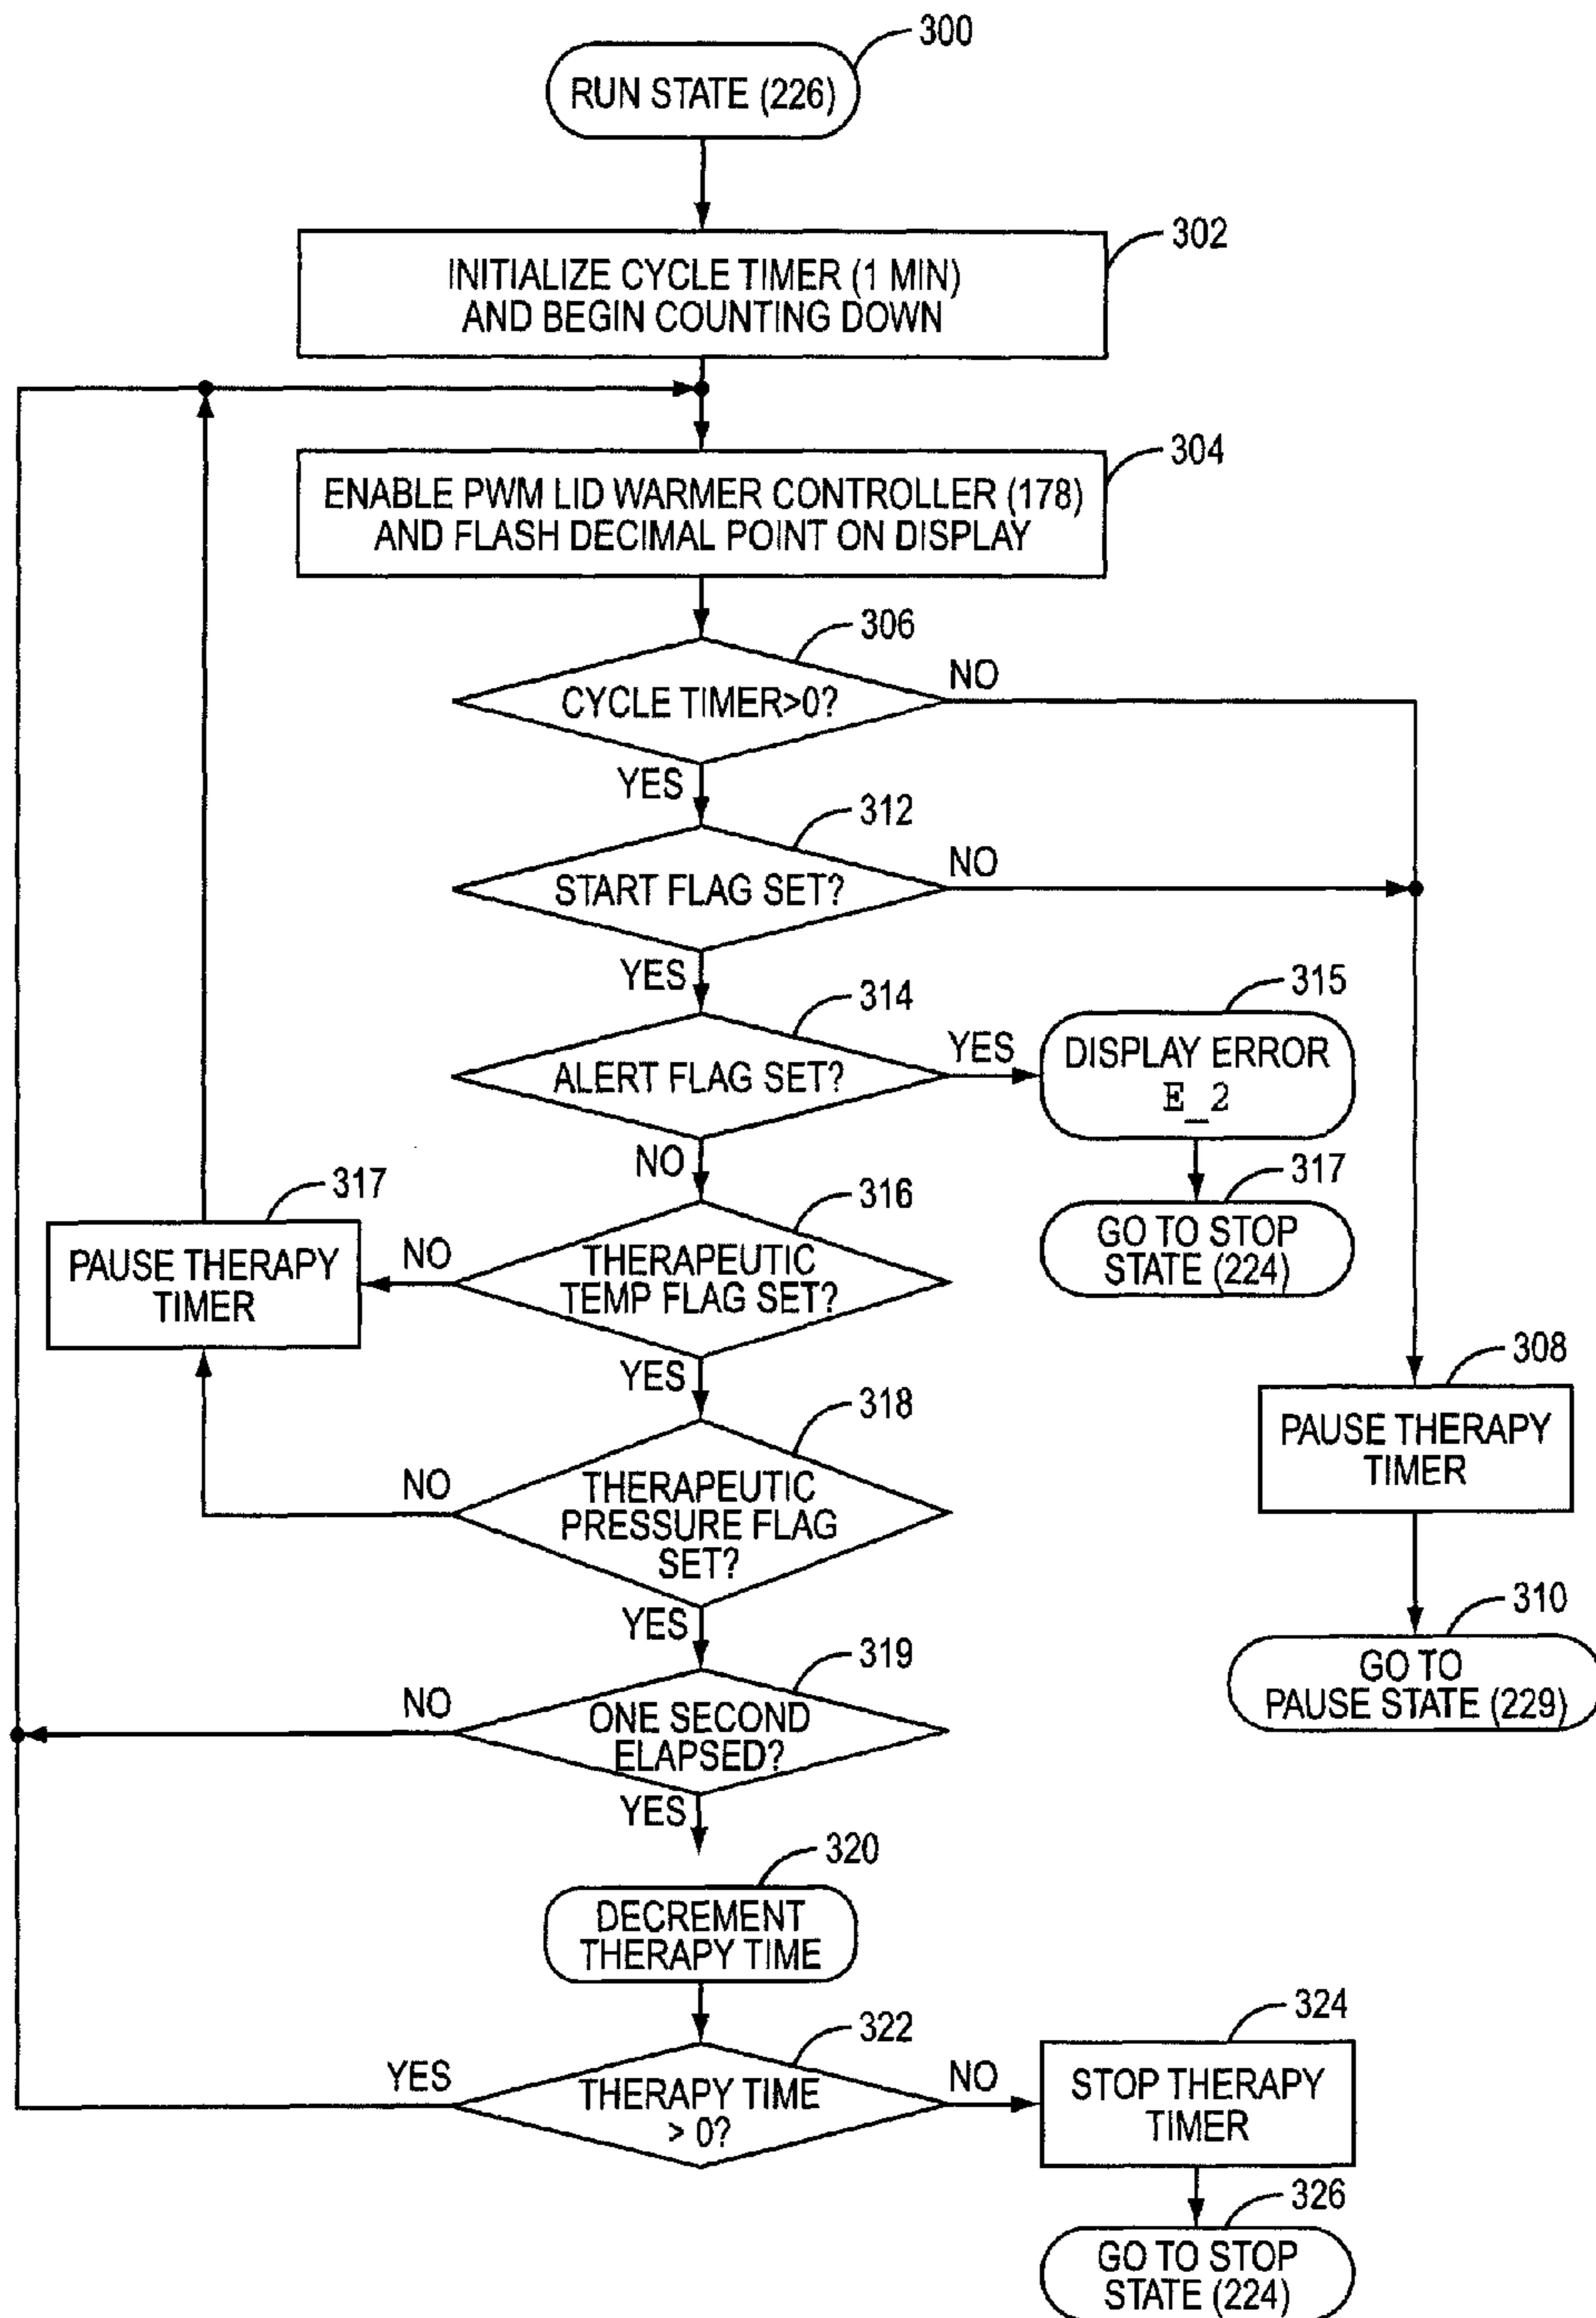 300
RUN STATE (226)
302
INITIALIZE CYCLE TIMER (1 MIN)
AND BEGIN COUNTING DOWN
304
ENABLE PWM LID WARMER CONTROLLER (178)
AND FLASH DECIMAL POINT ON DISPLAY
306
CYCLE TIMER>0?
NO
YES
312
START FLAG SET?
NO
YES
314
ALERT FLAG SET?
YES
315
DISPLAY ERROR
E_2
NO
317
GO TO STOP
STATE (224)
316
THERAPEUTIC
TEMP FLAG SET?
NO
317
PAUSE THERAPY
TIMER
YES
308
PAUSE THERAPY
TIMER
318
THERAPEUTIC
PRESSURE FLAG
SET?
NO
YES
310
GO TO
PAUSE STATE (229)
319
ONE SECOND
ELAPSED?
NO
YES
320
DECREMENT
THERAPY TIME
322
THERAPY TIME
> 0?
YES
NO
324
STOP THERAPY
TIMER
326
GO TO STOP
STATE (224)